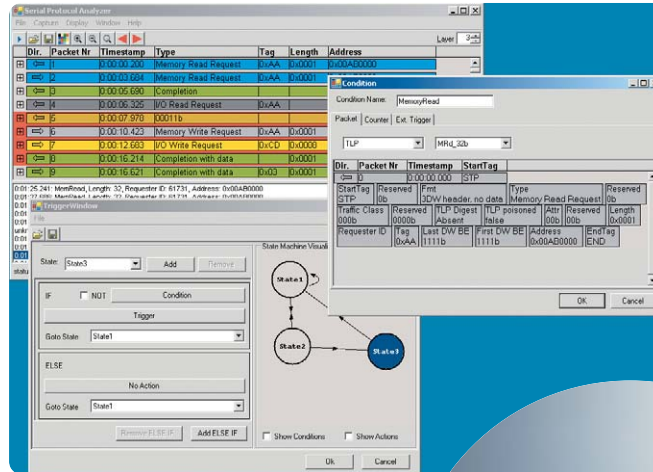 Serial Protocol Analyzer
File Capture Display Window Help
Layer 3
Dir. Packet Nr Timestamp Type Tag Length Address
1 0:00:00.200 Memory Read Request 0xAA 0x0001 0x00AB0000
2 0:00:03.684 Memory Read Request 0xAA 0x0001
3 0:00:05.690 Completion
4 0:00:06.325 I/O Read Request 0xAA
5 0:00:07.978 00011b
6 0:00:10.423 Memory Write Request 0xAA 0x0001
7 0:00:12.683 I/O Write Request 0xCD 0x0000
8 0:00:16.214 Completion with data 0x0001
9 0:00:16.621 Completion with data 0x03 0x0001
0:01:25.241: MemRead, Length: 32, Requester ID: 61731, Address: 0x00AB0000
Condition
Condition Name: MemoryRead
Packet Counter Ext. Trigger
TLP MRd_32b
Dir. Packet Nr Timestamp StartTag
0 0:00:00.000 STP
StartTag Reserved Fmt Type Reserved
STP 0b 3DW header, no data Memory Read Request 0b
Traffic Class Reserved TLP Digest TLP poisoned Attr Reserved Length
000b 0000b Absent false 00b 00b 0x0001
Requester ID Tag Last DW BE First DW BE Address EndTag
0xAA 1111b 1111b 0x00AB0000 END
OK Cancel
TriggerWindow
File
State: State3 Add Remove
IF NOT Condition
Trigger
Goto State State1
ELSE
No Action
Goto State State1
Remove ELSE IF Add ELSE IF
State Machine Visuali
State1
State2
State3
Show Conditions Show Actions
Ok Cancel